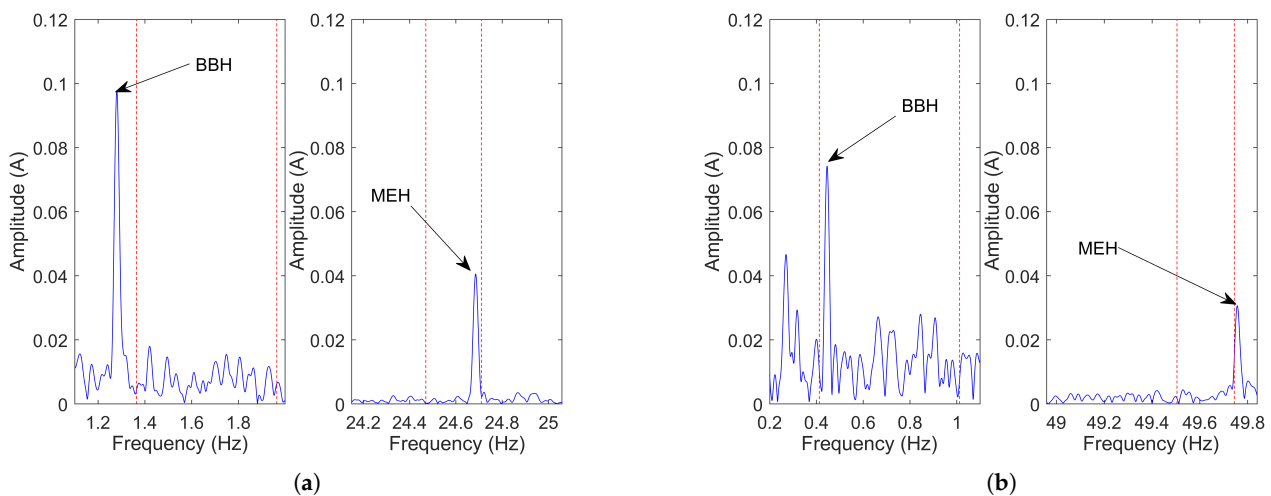 0.12
0.1
0.08
0.06
0.04
0.02
0
Amplitude (A)
BBH
1.2 1.4 1.6 1.8
Frequency (Hz)
0.12
0.1
0.08
0.06
0.04
0.02
0
Amplitude (A)
MEH
24.2 24.4 24.6 24.8 25
Frequency (Hz)
(a)
0.12
0.1
0.08
0.06
0.04
0.02
0
Amplitude (A)
BBH
0.2 0.4 0.6 0.8 1
Frequency (Hz)
0.12
0.1
0.08
0.06
0.04
0.02
0
Amplitude (A)
MEH
49 49.2 49.4 49.6 49.8
Frequency (Hz)
(b)